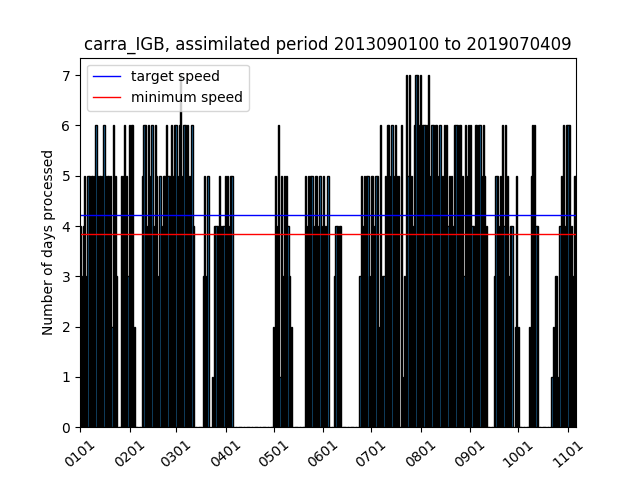 carra_IGB, assimilated period 2013090100 to 2019070409
target speed
minimum speed
Number of days processed
7
6
5
4
3
2
1
0
0101 0201 0301 0401 0501 0601 0701 0801 0901 1001 1101